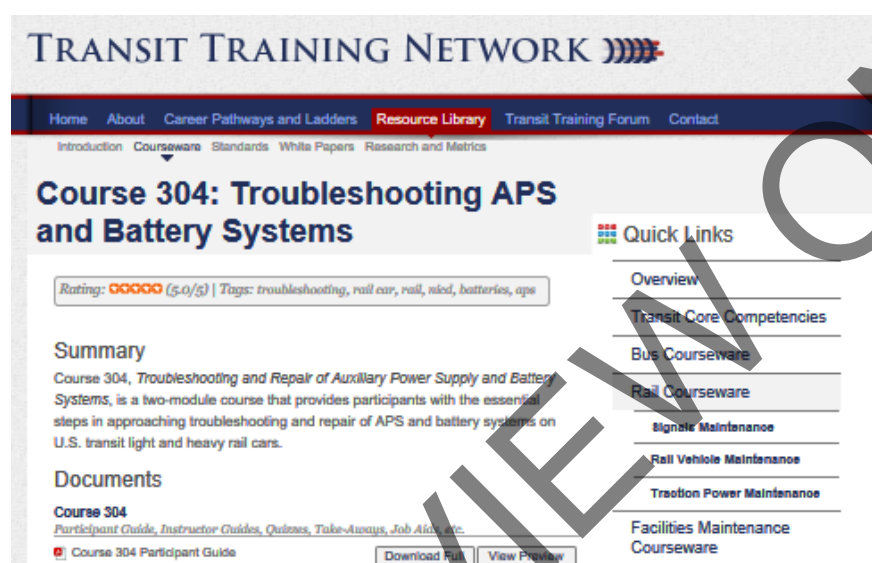 TRANSIT TRAINING NETWORK
Home About Career Pathways and Ladders Resource Library Transit Training Forum Contact
Introduction Courseware Standards White Papers Research and Metrics
Course 304: Troubleshooting APS
and Battery Systems
Rating: (5.0/5) | Tags: troubleshooting, rail car, rail, nicd, batteries, aps
Summary
Course 304, Troubleshooting and Repair of Auxiliary Power Supply and Battery
Systems, is a two-module course that provides participants with the essential
steps in approaching troubleshooting and repair of APS and battery systems on
U.S. transit light and heavy rail cars.
Documents
Course 304
Participant Guide, Instructor Guides, Quizzes, Take-Aways, Job Aids, etc.
Course 304 Participant Guide
Download Full View Preview
Quick Links
Overview
Transit Core Competencies
Bus Courseware
Rail Courseware
Signals Maintenance
Rail Vehicle Maintenance
Traction Power Maintenance
Facilities Maintenance
Courseware
VIEW O